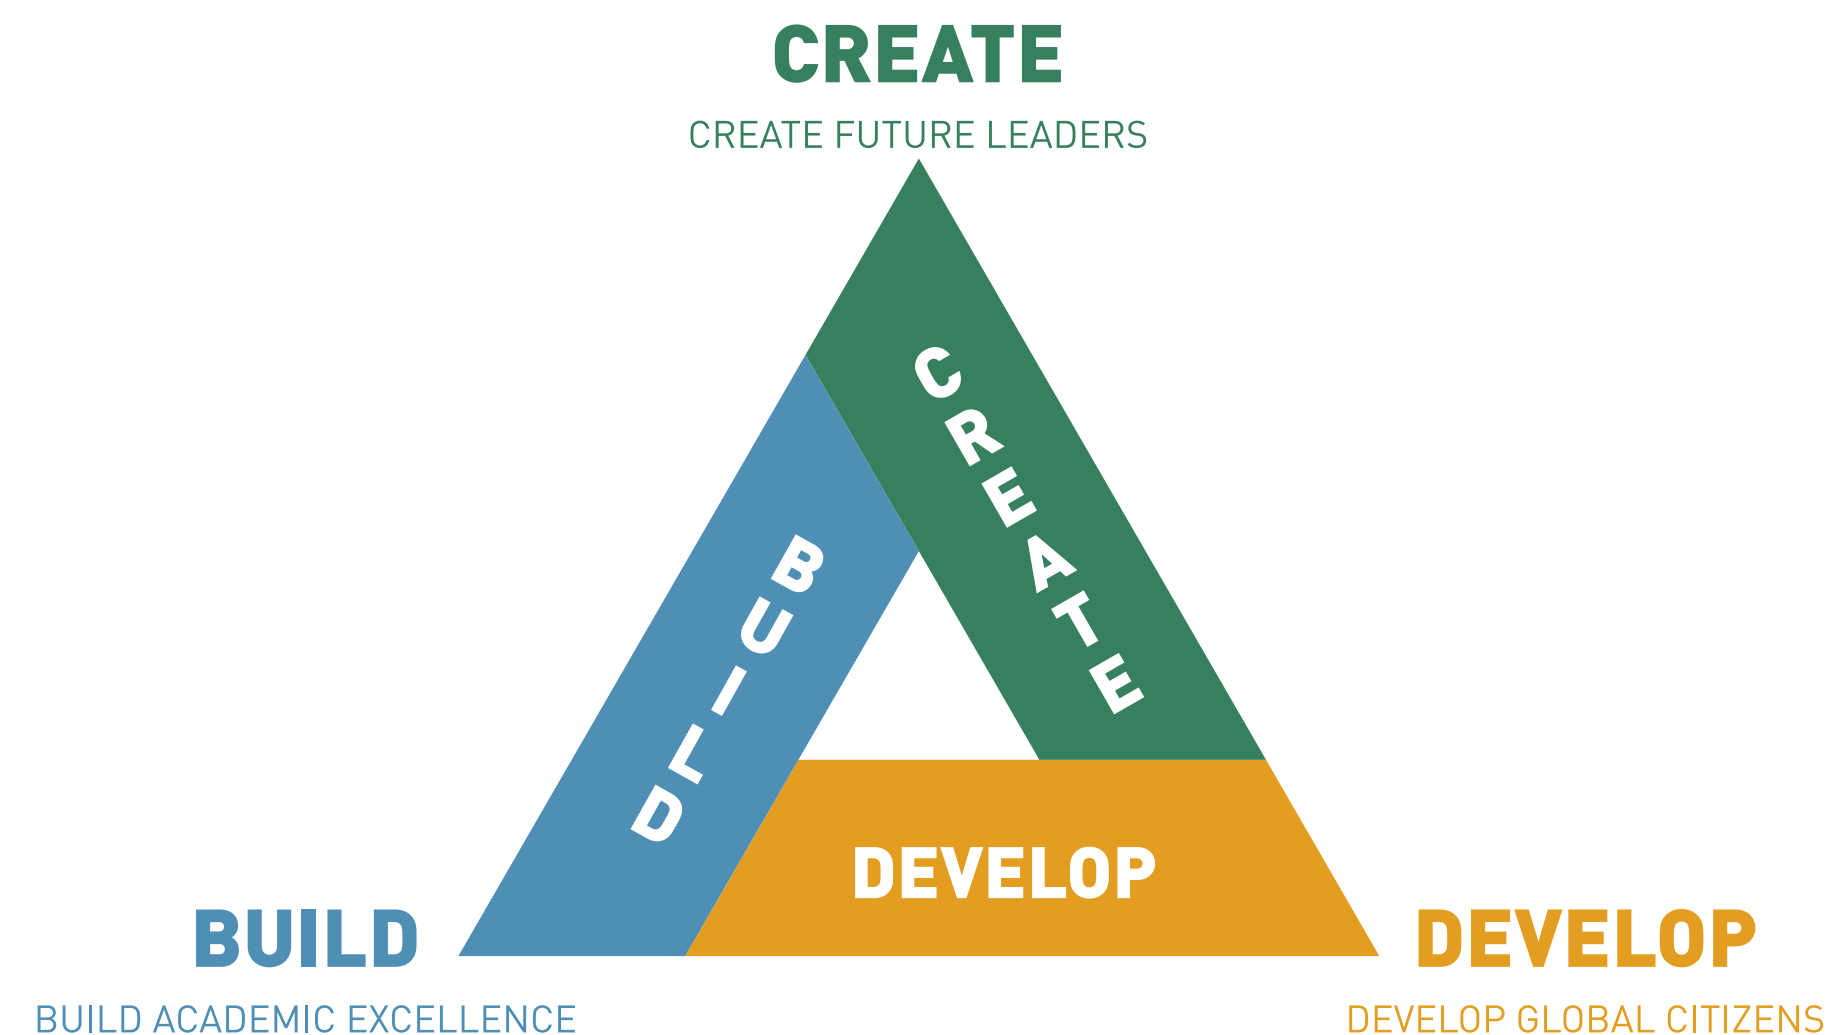 CREATE
CREATE FUTURE LEADERS
CREATE
BUILD
DEVELOP
BUILD
BUILD ACADEMIC EXCELLENCE
DEVELOP
DEVELOP GLOBAL CITIZENS